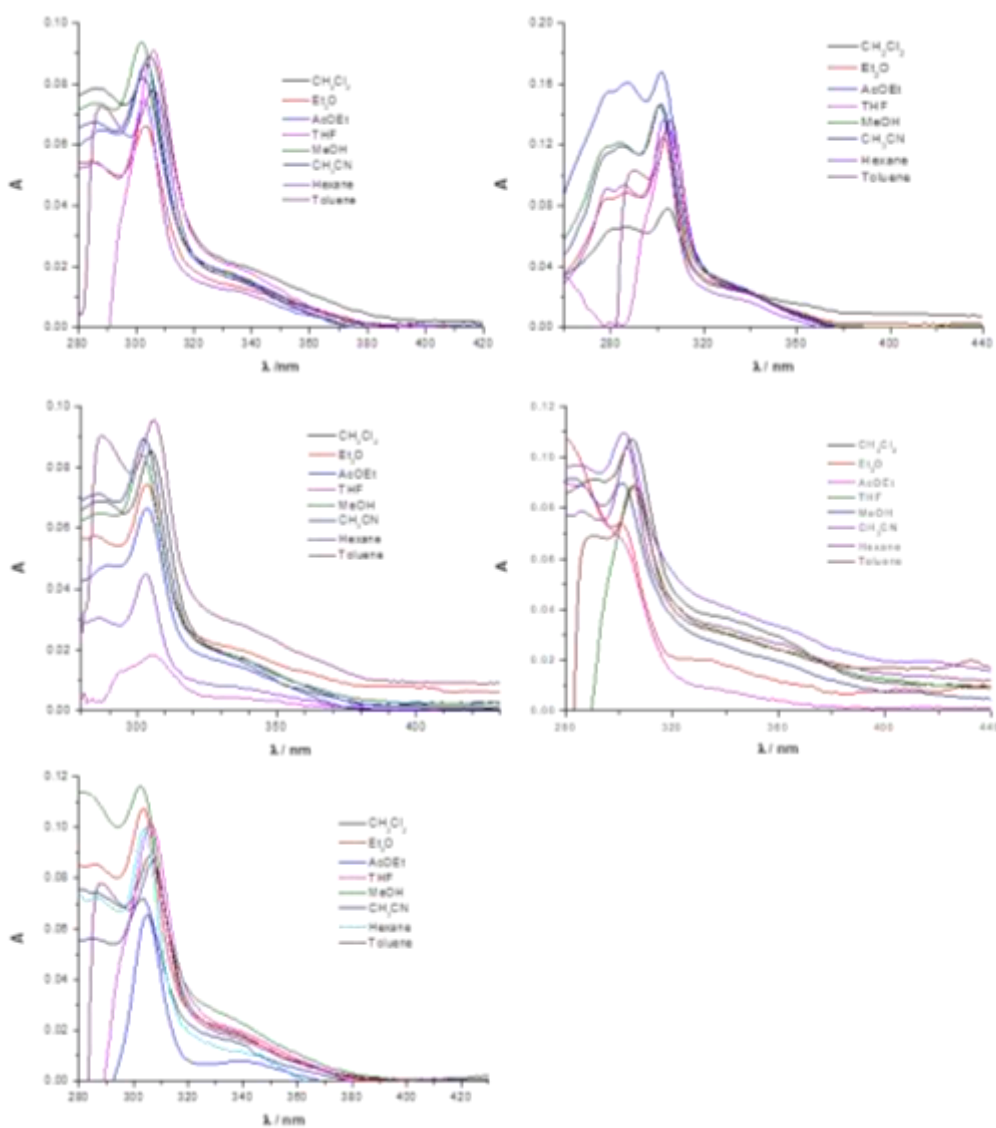 0.10
0.08
0.06
0.04
0.02
0.00
A
280 300 320 340 360 380 400 420
λ /nm
CH₂Cl₂
Et₂O
AcOEt
THF
MeOH
CH₃CN
Hexane
Toluene
0.20
0.16
0.12
0.08
0.04
0.00
A
260 280 320 360 400 440
λ / nm
CH₂Cl₂
Et₂O
AcOEt
THF
MeOH
CH₃CN
Hexane
Toluene
0.10
0.08
0.06
0.04
0.02
0.00
A
300 350 400
λ / nm
CH₂Cl₂
Et₂O
AcOEt
THF
MeOH
CH₃CN
Hexane
Toluene
0.12
0.10
0.08
0.06
0.04
0.02
0.00
A
280 320 360 400 440
λ / nm
CH₂Cl₂
Et₂O
AcOEt
THF
MeOH
CH₃CN
Hexane
Toluene
0.12
0.10
0.08
0.06
0.04
0.02
0.00
A
280 300 320 340 360 380 400 420
λ / nm
CH₂Cl₂
Et₂O
AcOEt
THF
MeOH
CH₃CN
Hexane
Toluene